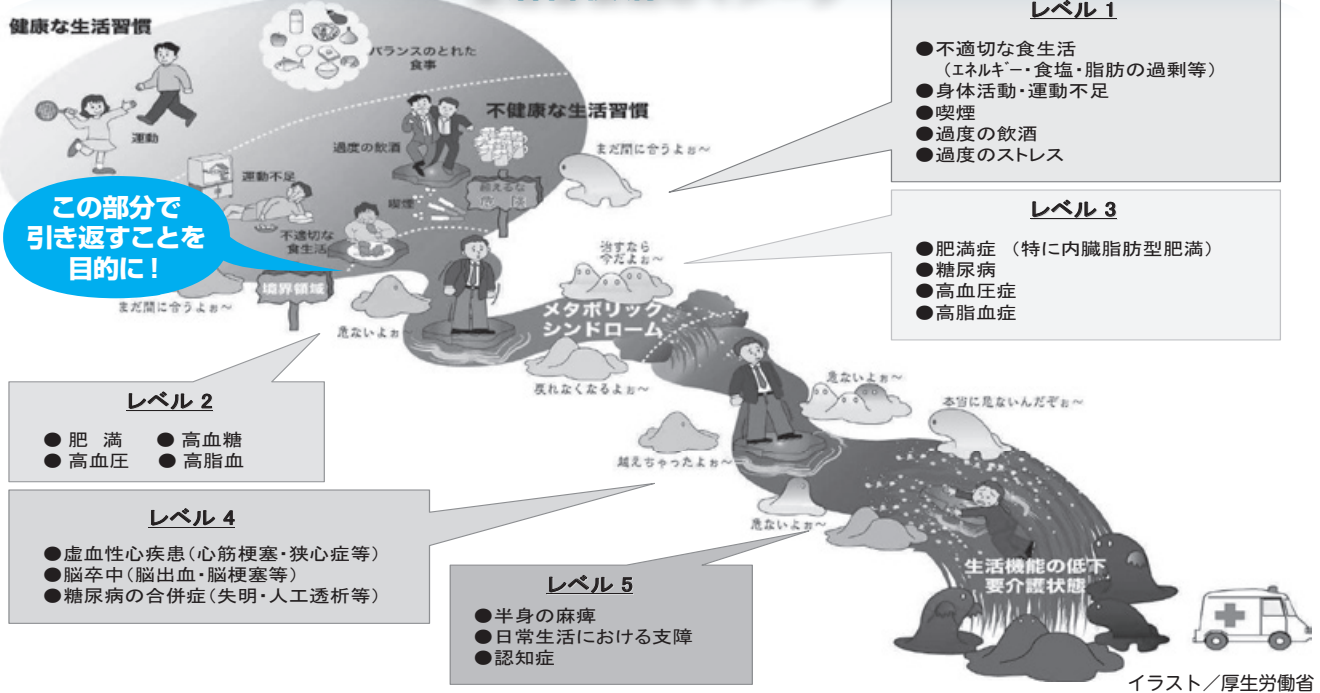 健康な生活習慣
バランスのとれた
食事
運動
不健康な生活習慣
過度の飲酒
運動不足
喫煙
超えるな
危険
不適切な
食生活
この部分で
引き返すことを
目的に！
境界領域
まだ間に合うよぉ～
まだ間に合うよぉ～
危ないよぉ～
治すなら
今だよぉ～
メタボリック
シンドローム
戻れなくなるよぉ～
危ないよぉ～
越えちゃったよぉ～
本当に危ないんだぞぉ～
危ないよぉ～
生活機能の低下
要介護状態
レベル 1
●不適切な食生活
（エネルギー・食塩・脂肪の過剰等）
●身体活動・運動不足
●喫煙
●過度の飲酒
●過度のストレス
レベル 2
●肥　満　●高血糖
●高血圧　●高脂血
レベル 3
●肥満症　（特に内臓脂肪型肥満）
●糖尿病
●高血圧症
●高脂血症
レベル 4
●虚血性心疾患（心筋梗塞・狭心症等）
●脳卒中（脳出血・脳梗塞等）
●糖尿病の合併症（失明・人工透析等）
レベル 5
●半身の麻痺
●日常生活における支障
●認知症
イラスト／厚生労働省